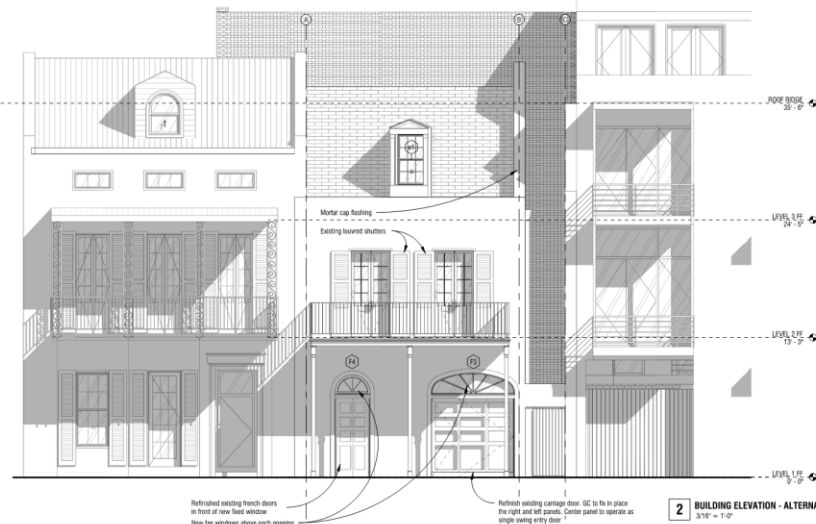 A
B
C
ROOF RIDGE
35' - 6"
Mortar cap flashing
LEVEL 3 FF
24' - 5"
Existing louvred shutters
LEVEL 2 FF
13' - 3"
F4
F3
LEVEL 1 FF
0' - 0"
Refinished existing french doors
in front of new fixed window
New fan windows above each opening
Refinish existing carriage door. GC to fix in place
the right and left panels. Center panel to operate as
single swing entry door
2 BUILDING ELEVATION - ALTERNA
3/16" = 1'-0"